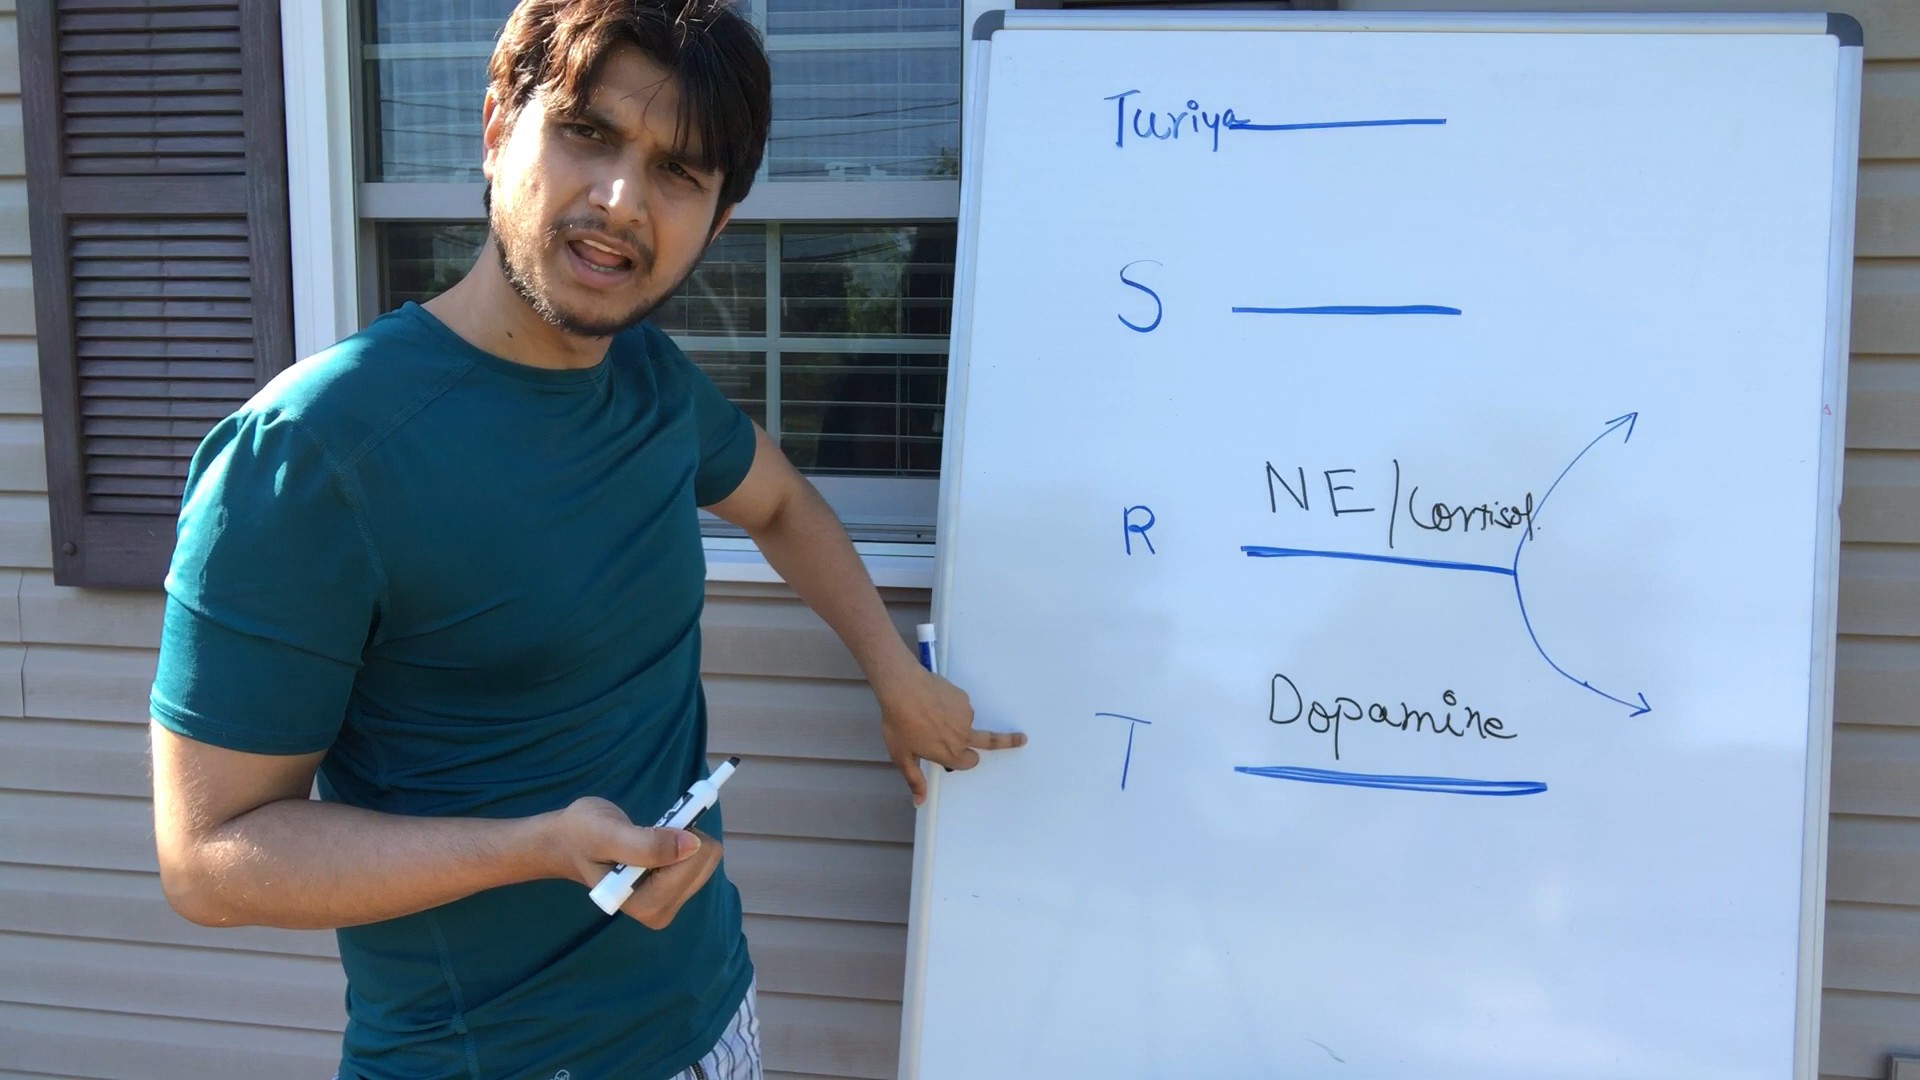 Turiya
S
NE/Cortisol.
R
Dopamine
T